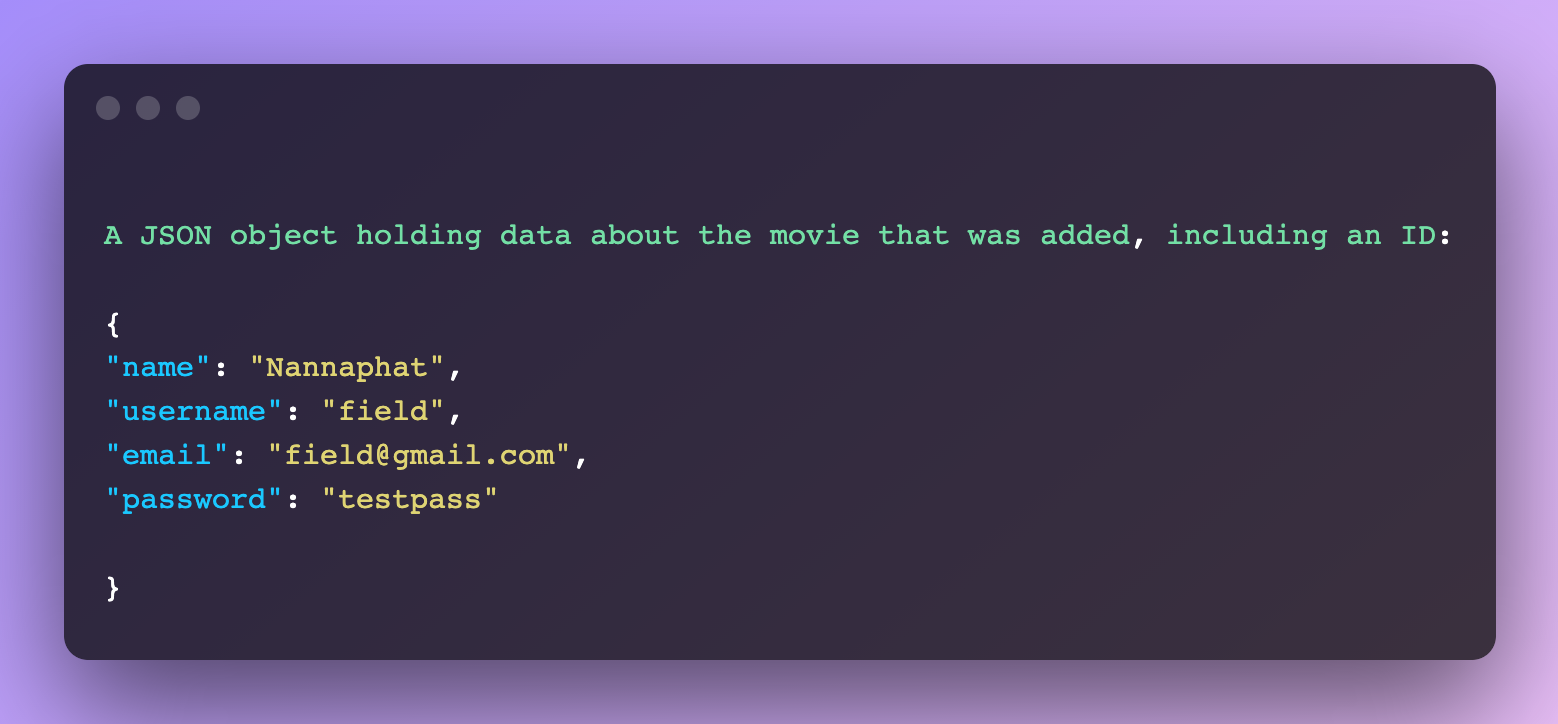 A JSON object holding data about the movie that was added, including an ID:
{
"name": "Nannaphat",
"username": "field",
"email": "field@gmail.com",
"password": "testpass"
}